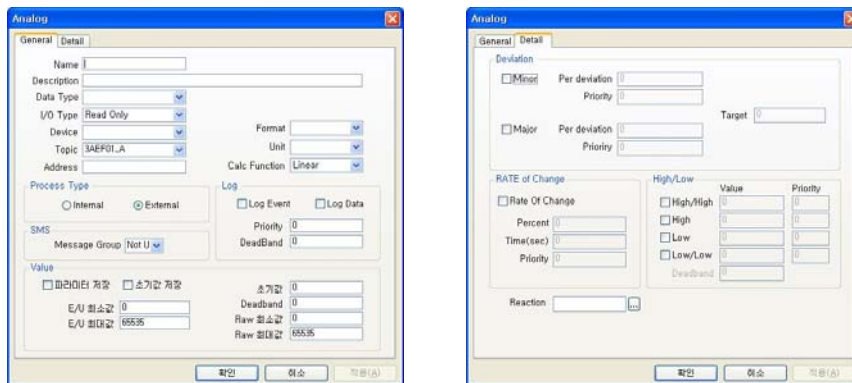 Analog
General Detail
Name
Description
Data Type
I/O Type Read Only
Device
Topic 3AEF01_A
Address
Format
Unit
Calc Function Linear
Process Type
Internal External
SMS
Message Group Not U
Log
Log Event Log Data
Priority 0
DeadBand 0
Value
파라미터 저장 초기값 저장
E/U 최소값 0
E/U 최대값 65535
초기값 0
Deadband 0
Raw 최소값 0
Raw 최대값 65535
확인 취소 적용(A)
Analog
General Detail
Deviation
Minor Per deviation 0
Priority 0
Target 0
Major Per deviation 0
Priority 0
RATE of Change
Rate Of Change
Percent 0
Time(sec) 0
Priority 0
High/Low
Value Priority
High/High 0 0
High 0 0
Low 0 0
Low/Low 0 0
Deadband 0
Reaction ...
확인 취소 적용(A)